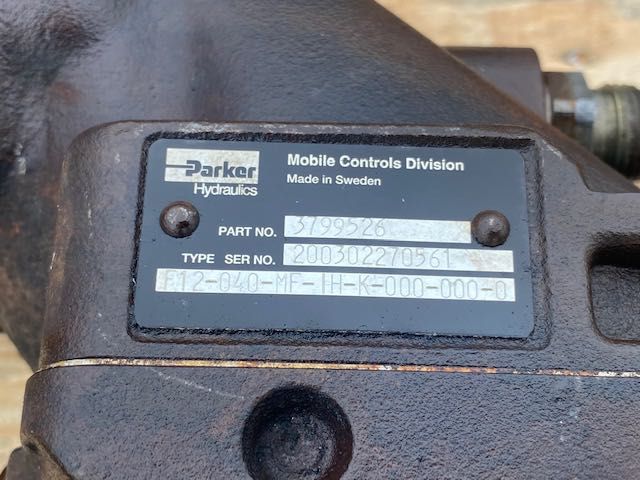 Parker
Hydraulics
Mobile Controls Division
Made in Sweden
PART NO. 3799526
TYPE SER NO. 200302270561
F12-040-MF-IH-K-000-000-0